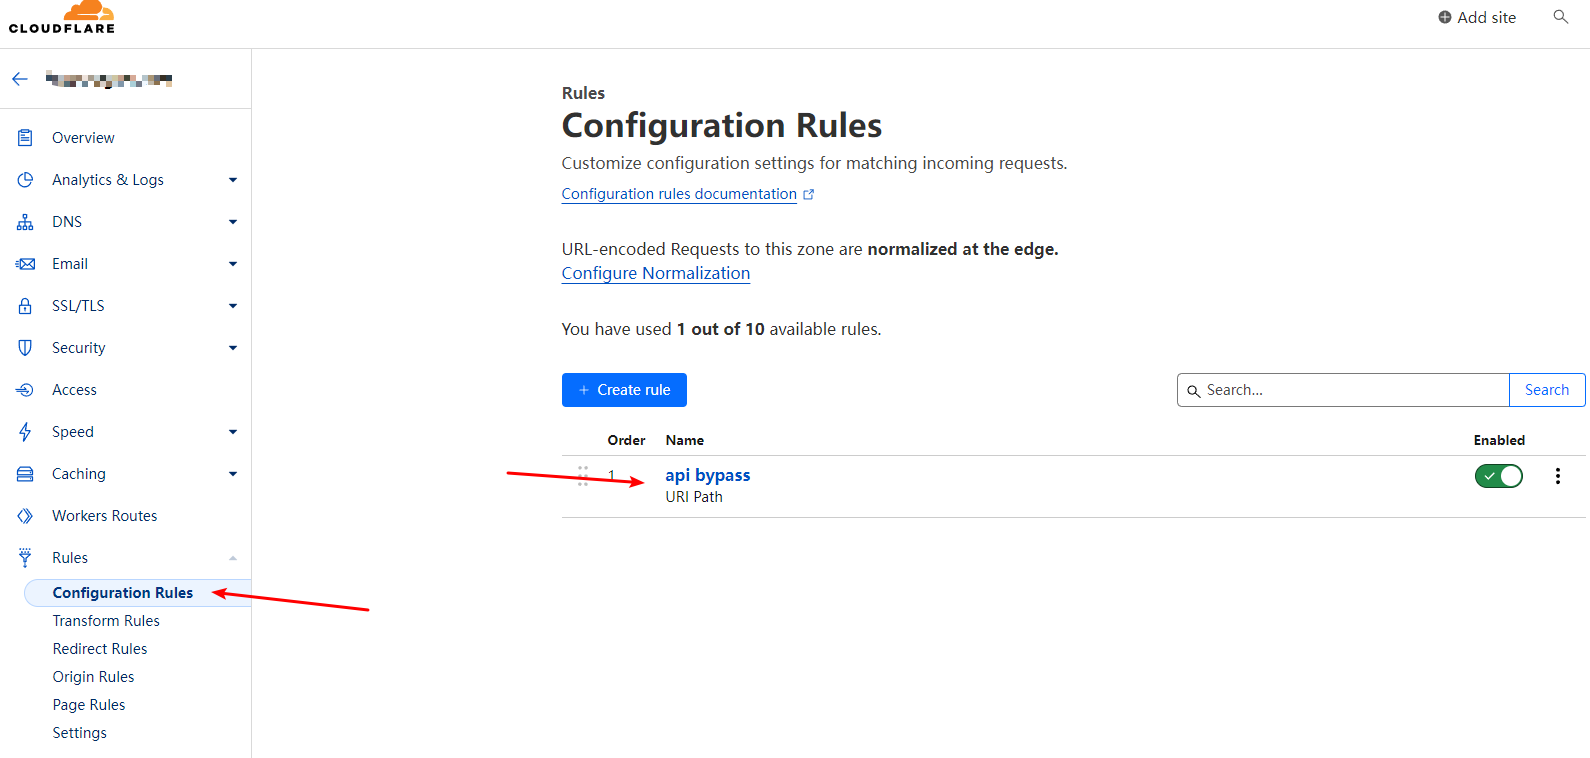 CLOUDFLARE
Add site
Overview
Analytics & Logs
DNS
Email
SSL/TLS
Security
Access
Speed
Caching
Workers Routes
Rules
Configuration Rules
Transform Rules
Redirect Rules
Origin Rules
Page Rules
Settings
Rules
Configuration Rules
Customize configuration settings for matching incoming requests.
Configuration rules documentation
URL-encoded Requests to this zone are normalized at the edge.
Configure Normalization
You have used 1 out of 10 available rules.
+ Create rule
Search...
Search
Order Name Enabled
1 api bypass
URI Path